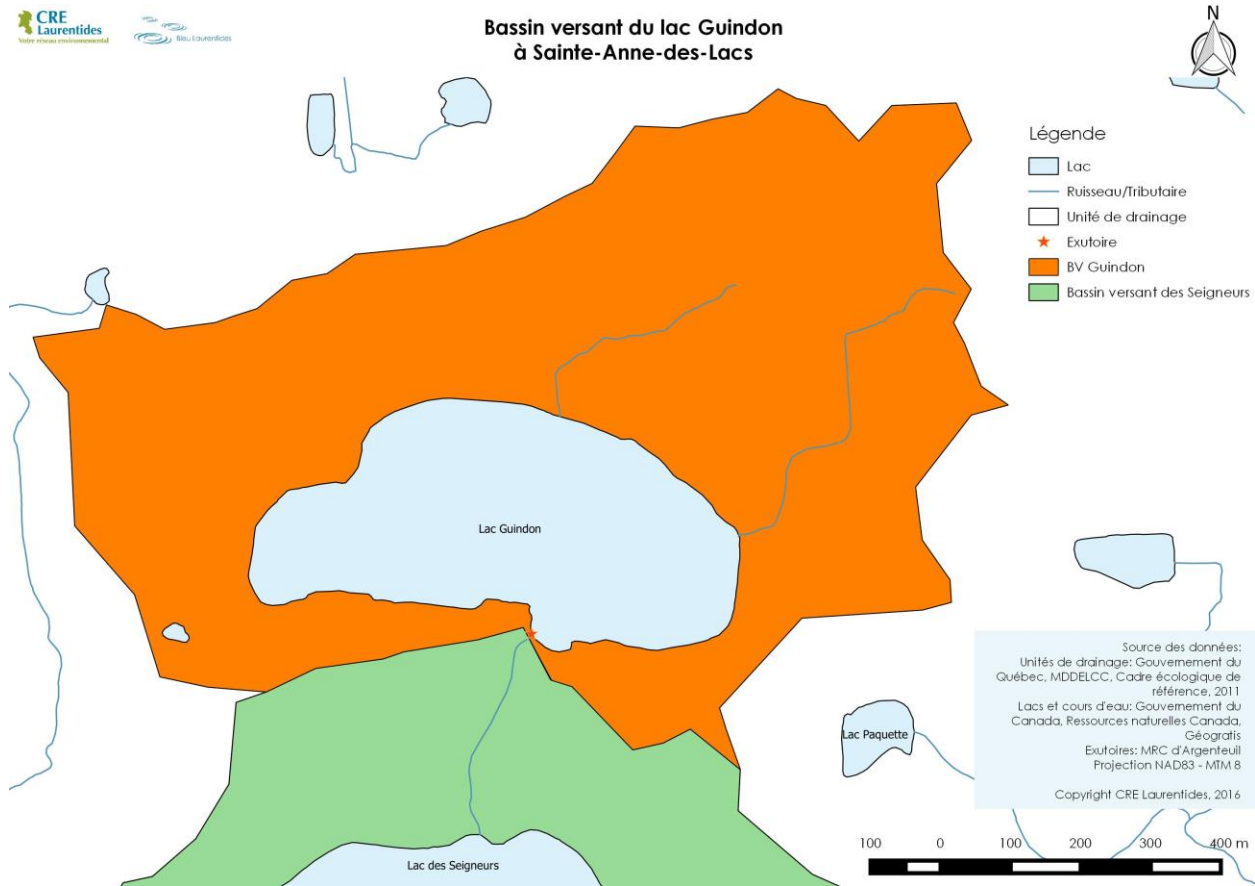 CRE
Laurentides
Votre réseau environnemental
Bleu Laurentides
Bassin versant du lac Guindon
à Sainte-Anne-des-Lacs
N
Légende
Lac
Ruisseau/Tributaire
Unité de drainage
Exutoire
BV Guindon
Bassin versant des Seigneurs
Lac Guindon
Lac Paquette
Lac des Seigneurs
Source des données:
Unités de drainage: Gouvernement du
Québec, MDDELCC, Cadre écologique de
référence, 2011
Lacs et cours d'eau: Gouvernement du
Canada, Ressources naturelles Canada,
Géogratis
Exutoires: MRC d'Argenteuil
Projection NAD83 - MTM 8
Copyright CRE Laurentides, 2016
100 0 100 200 300 400 m